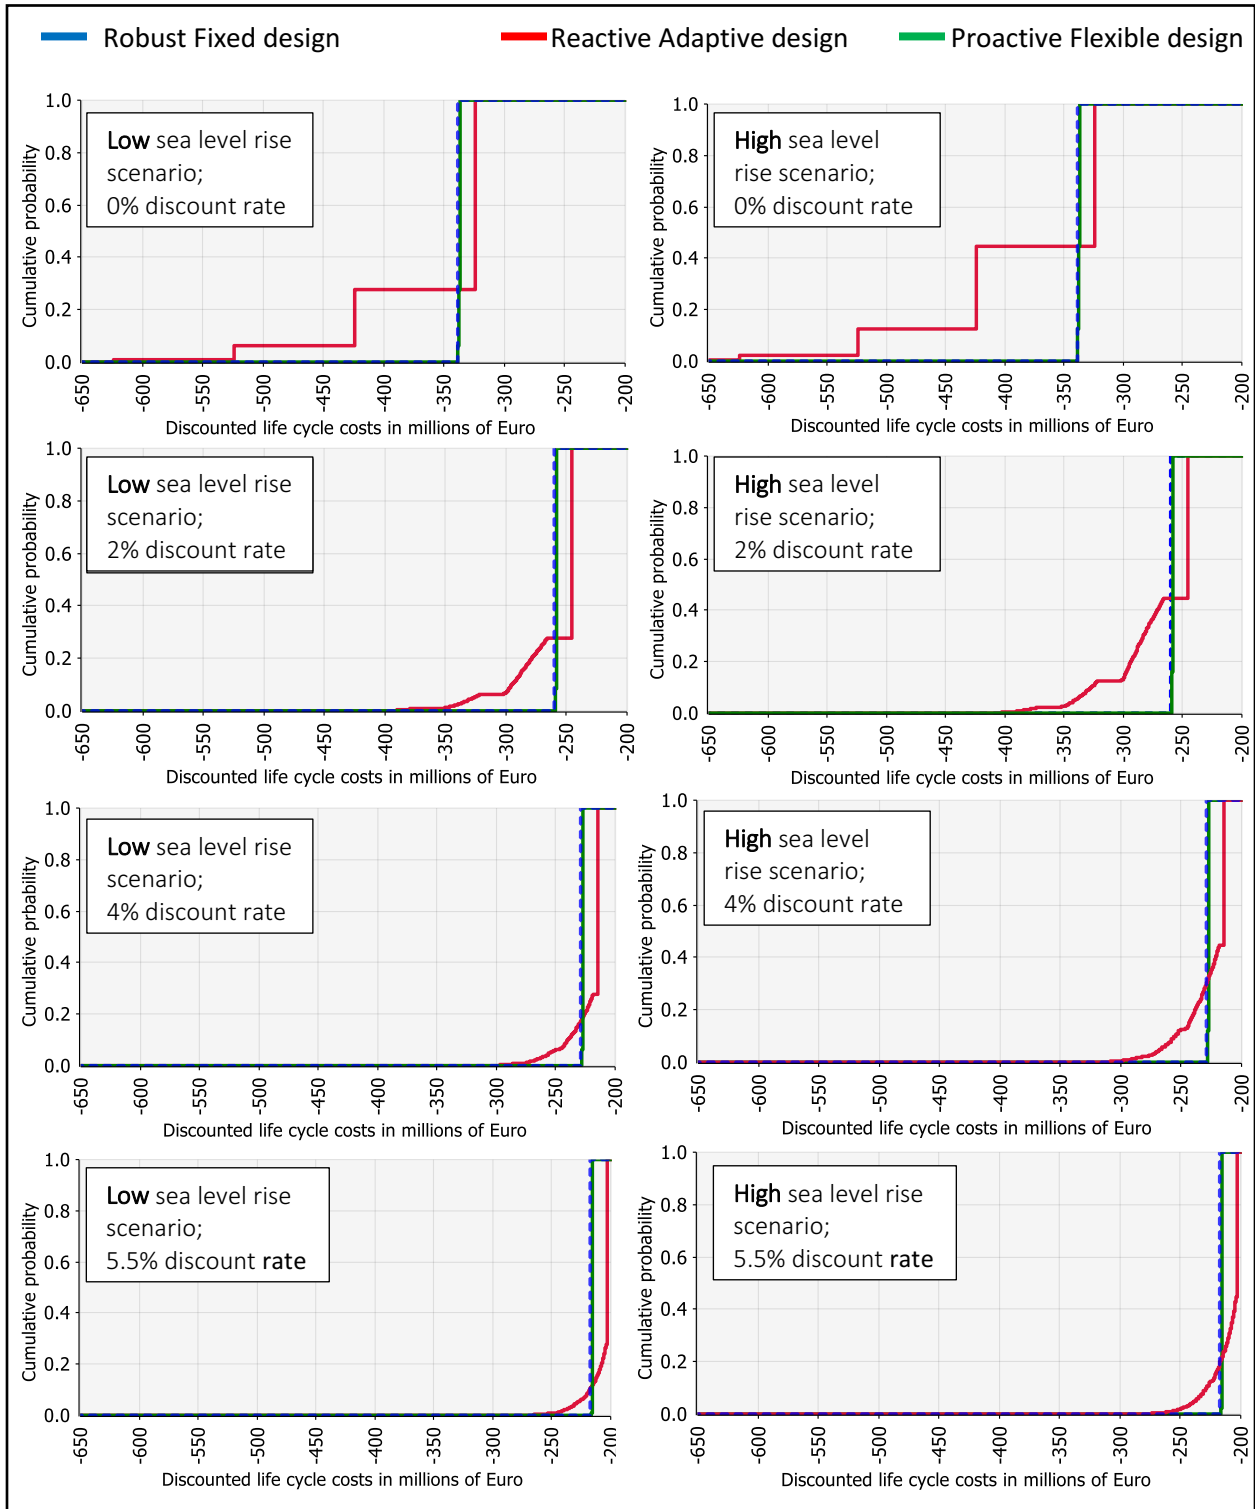 Robust Fixed design Reactive Adaptive design Proactive Flexible design
Cumulative probability
1.0
0.8
0.6
0.4
0.2
0.0
Low sea level rise
scenario;
0% discount rate
-650 -600 -550 -500 -450 -400 -350 -300 -250 -200
Discounted life cycle costs in millions of Euro
Cumulative probability
1.0
0.8
0.6
0.4
0.2
0.0
High sea level
rise scenario;
0% discount rate
-650 -600 -550 -500 -450 -400 -350 -300 -250 -200
Discounted life cycle costs in millions of Euro
Cumulative probability
1.0
0.8
0.6
0.4
0.2
0.0
Low sea level rise
scenario;
2% discount rate
-650 -600 -550 -500 -450 -400 -350 -300 -250 -200
Discounted life cycle costs in millions of Euro
Cumulative probability
1.0
0.8
0.6
0.4
0.2
0.0
High sea level
rise scenario;
2% discount rate
-650 -600 -550 -500 -450 -400 -350 -300 -250 -200
Discounted life cycle costs in millions of Euro
Cumulative prbability
1.0
0.8
0.6
0.4
0.2
0.0
Low sea level rise
scenario;
4% discount rate
-650 -600 -550 -500 -450 -400 -350 -300 -250 -200
Discounted life cycle costs in millions of Euro
Cumulative probability
1.0
0.8
0.6
0.4
0.2
0.0
High sea level
rise scenario;
4% discount rate
-650 -600 -550 -500 -450 -400 -350 -300 -250 -200
Discounted life cycle costs in millions of Euro
Cumulative probability
1.0
0.8
0.6
0.4
0.2
0.0
Low sea level rise
scenario;
5.5% discount rate
-650 -600 -550 -500 -450 -400 -350 -300 -250 -200
Discounted life cycle costs in millions of Euro
Cumulative probability
1.0
0.8
0.6
0.4
0.2
0.0
High sea level rise
scenario;
5.5% discount rate
-650 -600 -550 -500 -450 -400 -350 -300 -250 -200
Discounted life cycle costs in millions of Euro